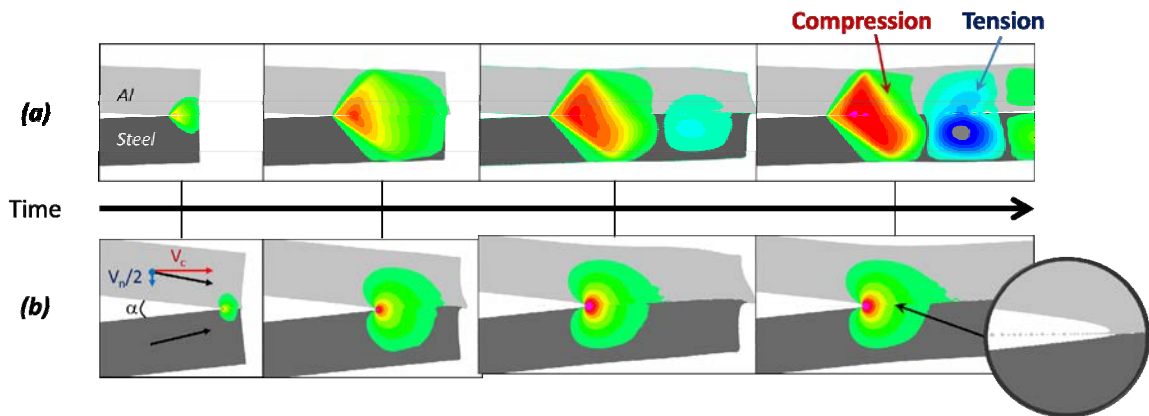 Compression Tension
(a)
Al
Steel
Time
(b)
Vc
Vn/2
α